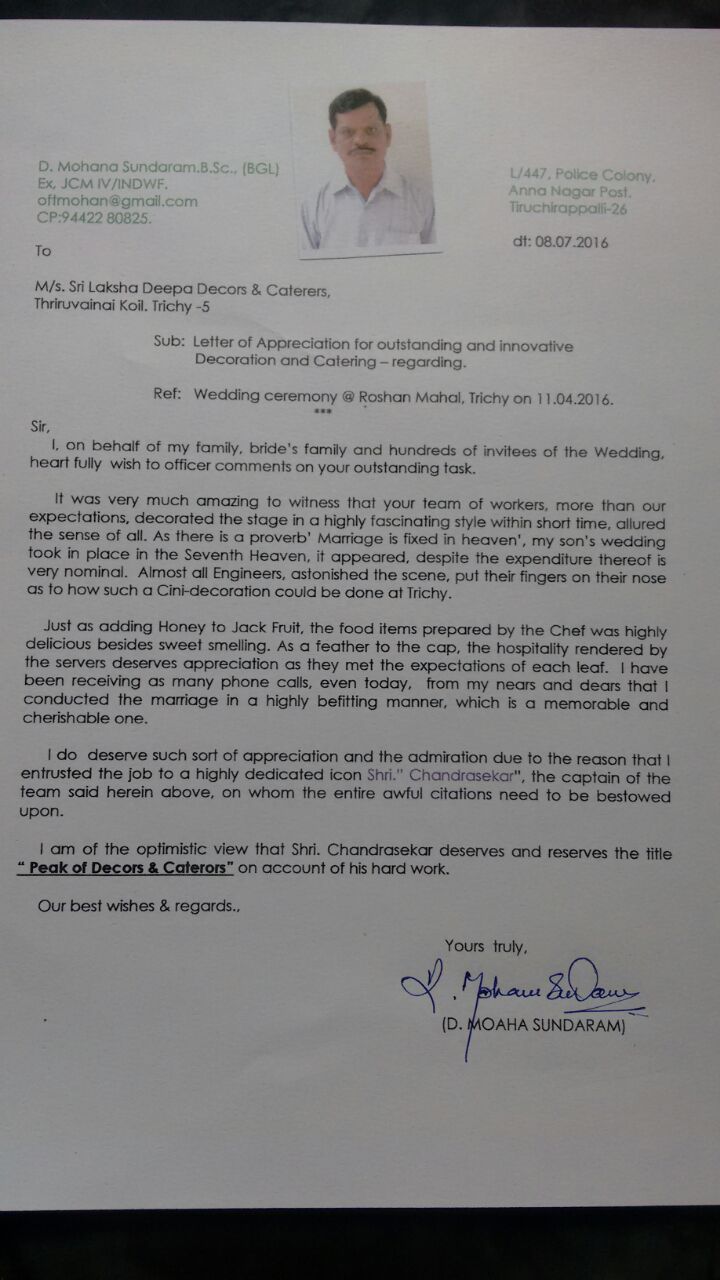 D. Mohana Sundaram.B.Sc., (BGL)
Ex, JCM IV/INDWF,
oftmohan@gmail.com
CP:94422 80825.
L/447, Police Colony,
Anna Nagar Post,
Tiruchirappalli-26
dt: 08.07.2016
To
M/s. Sri Laksha Deepa Decors & Caterers,
Thriruvainai Koil. Trichy -5
Sub: Letter of Appreciation for outstanding and innovative
Decoration and Catering – regarding.
Ref: Wedding ceremony @ Roshan Mahal, Trichy on 11.04.2016.
***
Sir,
I, on behalf of my family, bride's family and hundreds of invitees of the Wedding,
heart fully wish to officer comments on your outstanding task.
It was very much amazing to witness that your team of workers, more than our
expectations, decorated the stage in a highly fascinating style within short time, allured
the sense of all. As there is a proverb' Marriage is fixed in heaven', my son's wedding
took in place in the Seventh Heaven, it appeared, despite the expenditure thereof is
very nominal. Almost all Engineers, astonished the scene, put their fingers on their nose
as to how such a Cini-decoration could be done at Trichy.
Just as adding Honey to Jack Fruit, the food items prepared by the Chef was highly
delicious besides sweet smelling. As a feather to the cap, the hospitality rendered by
the servers deserves appreciation as they met the expectations of each leaf. I have
been receiving as many phone calls, even today, from my nears and dears that I
conducted the marriage in a highly befitting manner, which is a memorable and
cherishable one.
I do deserve such sort of appreciation and the admiration due to the reason that I
entrusted the job to a highly dedicated icon Shri." Chandrasekar", the captain of the
team said herein above, on whom the entire awful citations need to be bestowed
upon.
I am of the optimistic view that Shri. Chandrasekar deserves and reserves the title
" Peak of Decors & Caterors" on account of his hard work.
Our best wishes & regards.,
Yours truly,
D. Mohana Sundaram
(D. MOAHA SUNDARAM)